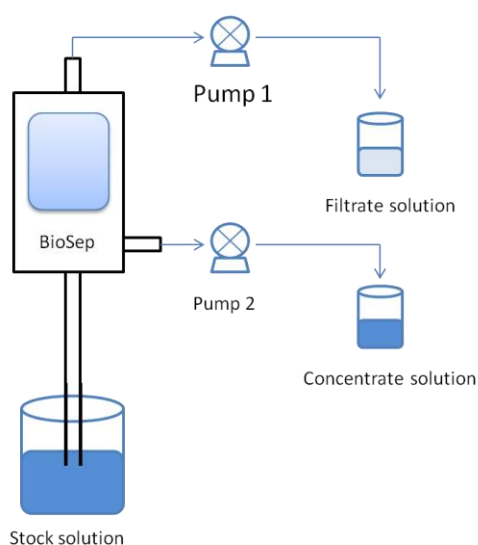 Pump 1
Filtrate solution
BioSep
Pump 2
Concentrate solution
Stock solution